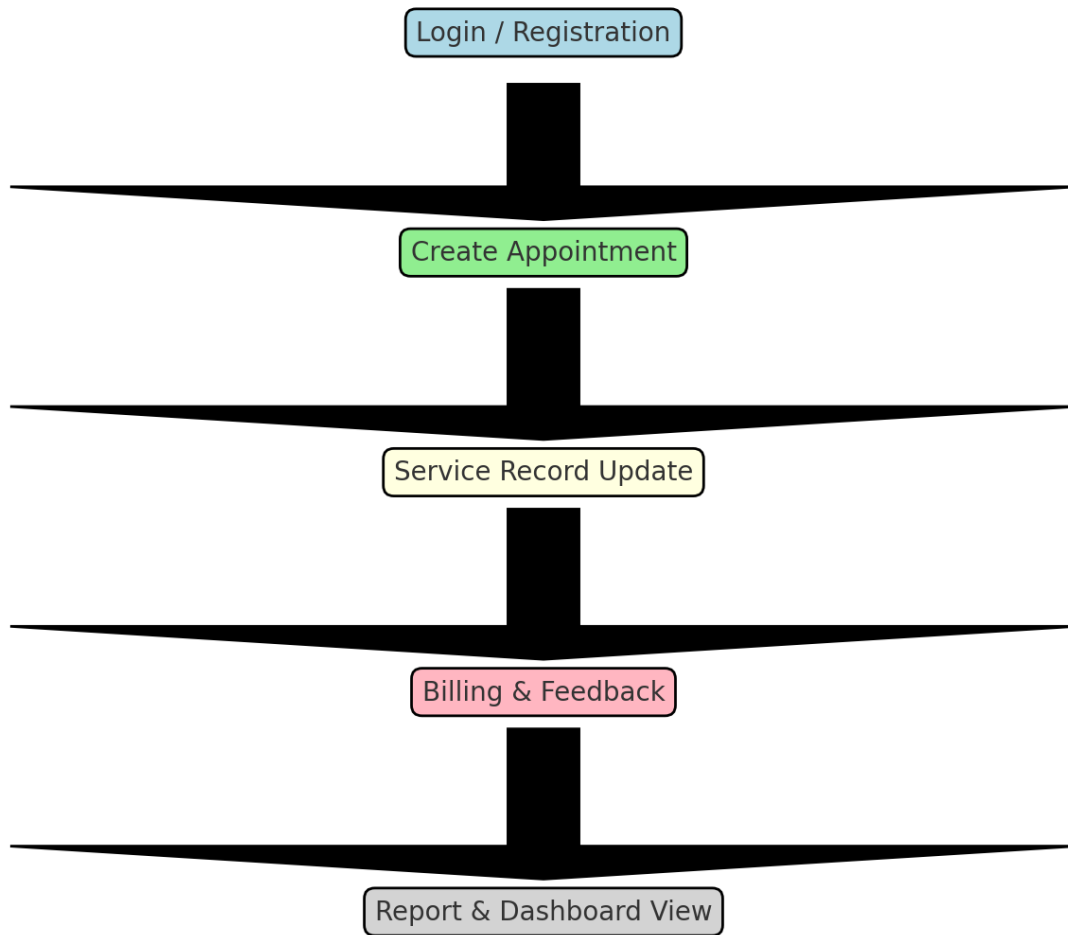 Login / Registration
Create Appointment
Service Record Update
Billing & Feedback
Report & Dashboard View